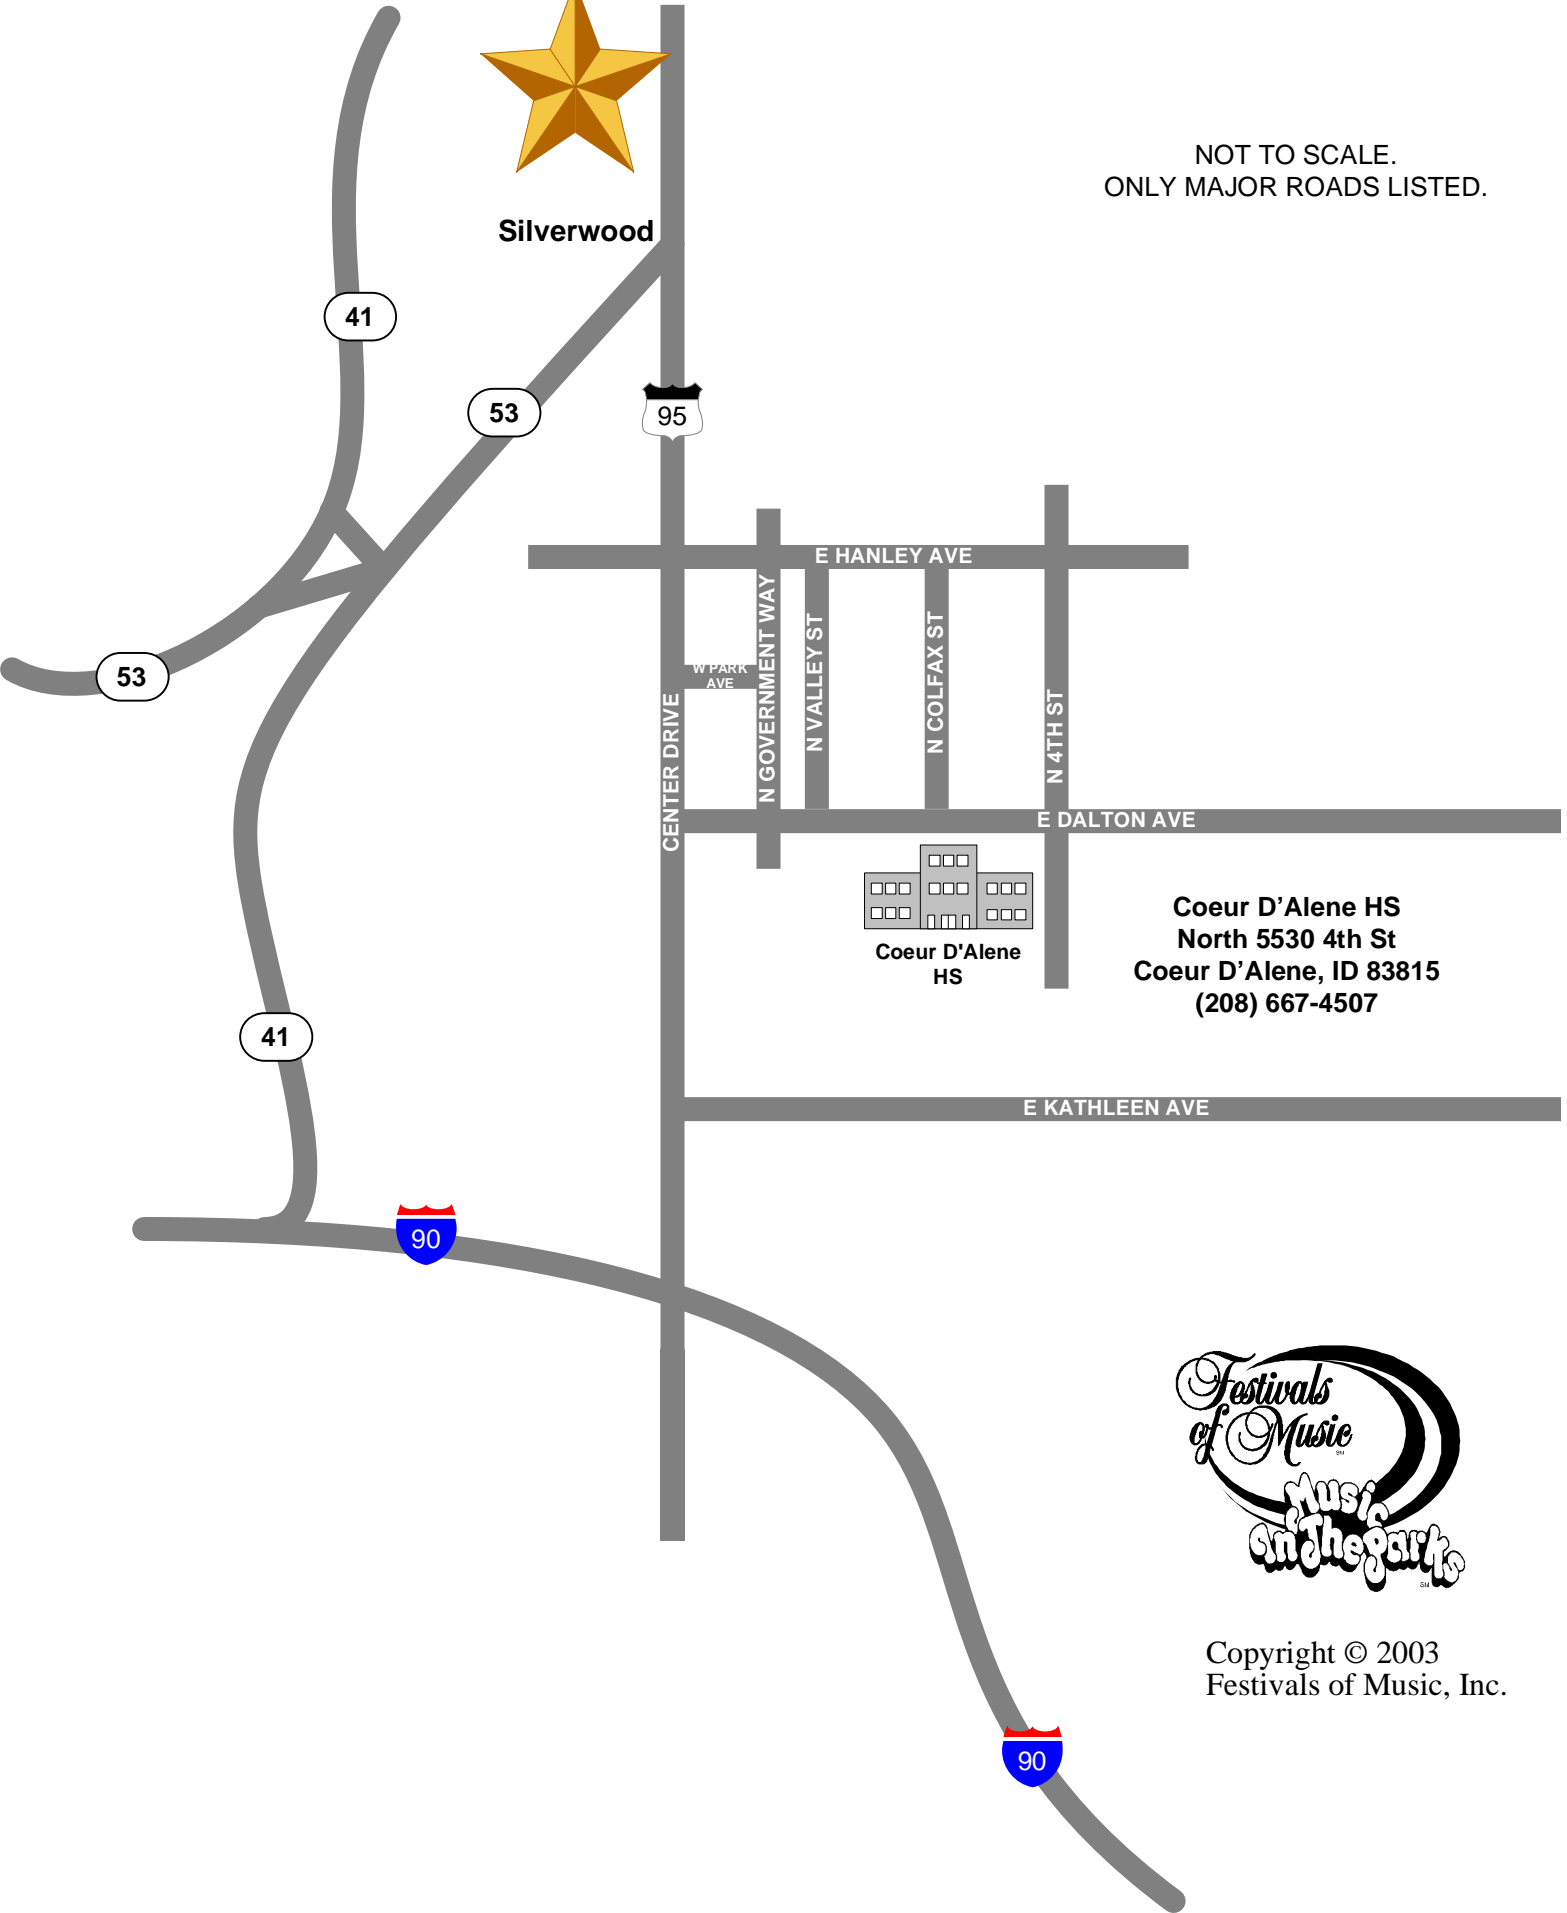 NOT TO SCALE.
ONLY MAJOR ROADS LISTED.
Silverwood
41
53
95
E HANLEY AVE
N GOVERNMENT WAY
N VALLEY ST
N COLFAX ST
W PARK
AVE
53
CENTER DRIVE
N 4TH ST
E DALTON AVE
Coeur D'Alene
HS
Coeur D’Alene HS
North 5530 4th St
Coeur D’Alene, ID 83815
(208) 667-4507
41
E KATHLEEN AVE
90
Festivals
of Music
SM
Music
In The Parks
SM
Copyright © 2003
Festivals of Music, Inc.
90